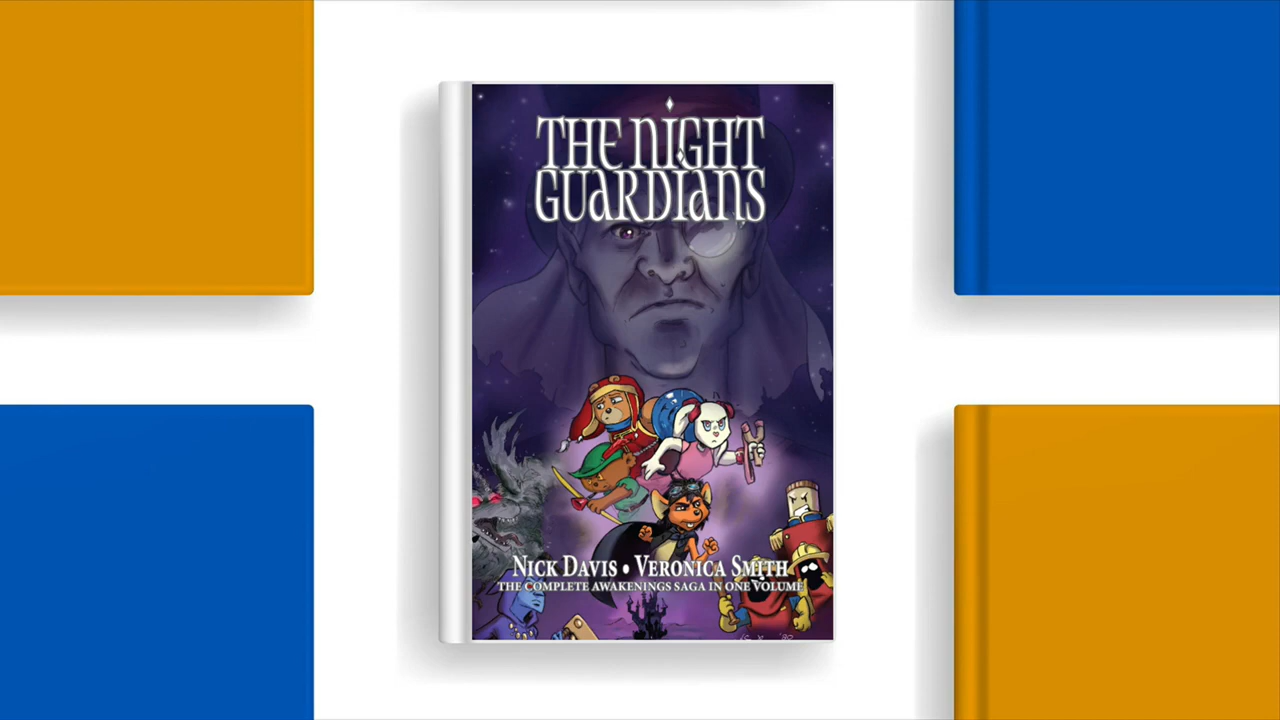 THE NIGHT
GUARDIANS
NICK DAVIS • VERONICA SMITH
THE COMPLETE AWAKENINGS SAGA IN ONE VOLUME